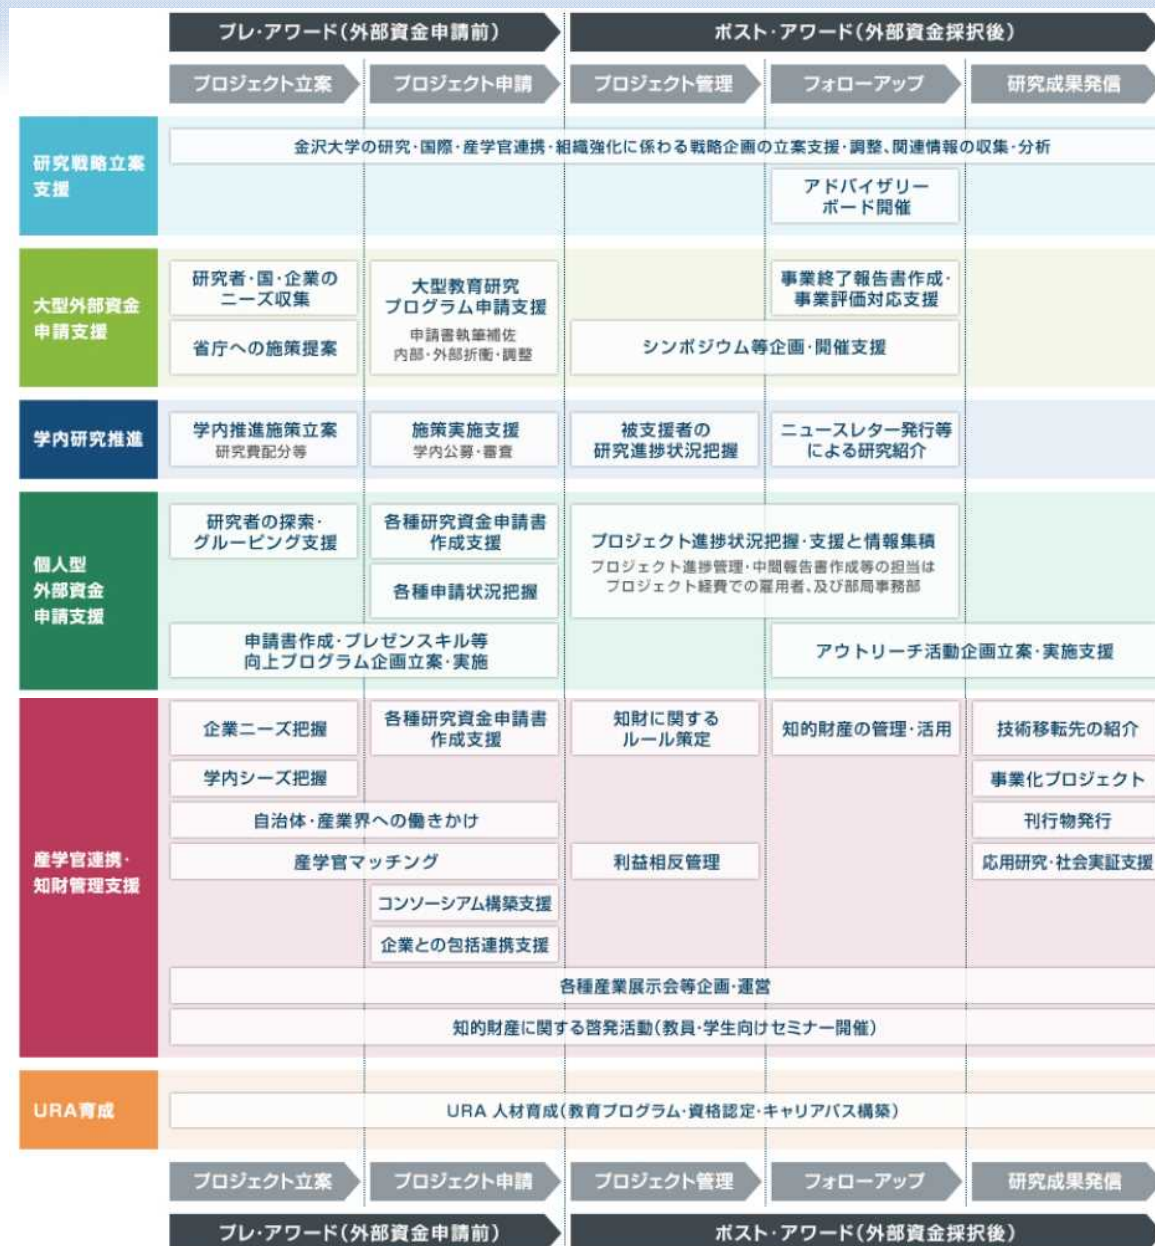 プレ・アワード(外部資金申請前)
ポスト・アワード(外部資金採択後)
プロジェクト立案
プロジェクト申請
プロジェクト管理
フォローアップ
研究成果発信
研究戦略立案
支援
金沢大学の研究・国際・産学官連携・組織強化に係わる戦略企画の立案支援・調整、関連情報の収集・分析
アドバイザリー
ボード開催
大型外部資金
申請支援
研究者・国・企業の
ニーズ収集
省庁への施策提案
大型教育研究
プログラム申請支援
申請書執筆補佐
内部・外部折衝・調整
事業終了報告書作成・
事業評価対応支援
シンポジウム等企画・開催支援
学内研究推進
学内推進施策立案
研究費配分等
施策実施支援
学内公募・審査
被支援者の
研究進捗状況把握
ニュースレター発行等
による研究紹介
個人型
外部資金
申請支援
研究者の探索・
グルーピング支援
各種研究資金申請書
作成支援
各種申請状況把握
プロジェクト進捗状況把握・支援と情報集積
プロジェクト進捗管理・中間報告書作成等の担当は
プロジェクト経費での雇用者、及び部局事務部
申請書作成・プレゼンスキル等
向上プログラム企画立案・実施
アウトリーチ活動企画立案・実施支援
産学官連携・
知財管理支援
企業ニーズ把握
各種研究資金申請書
作成支援
知財に関する
ルール策定
知的財産の管理・活用
技術移転先の紹介
学内シーズ把握
事業化プロジェクト
自治体・産業界への働きかけ
刊行物発行
産学官マッチング
利益相反管理
応用研究・社会実証支援
コンソーシアム構築支援
企業との包括連携支援
各種産業展示会等企画・運営
知的財産に関する啓発活動(教員・学生向けセミナー開催)
URA育成
URA 人材育成(教育プログラム・資格認定・キャリアパス構築)
プロジェクト立案
プロジェクト申請
プロジェクト管理
フォローアップ
研究成果発信
プレ・アワード(外部資金申請前)
ポスト・アワード(外部資金採択後)